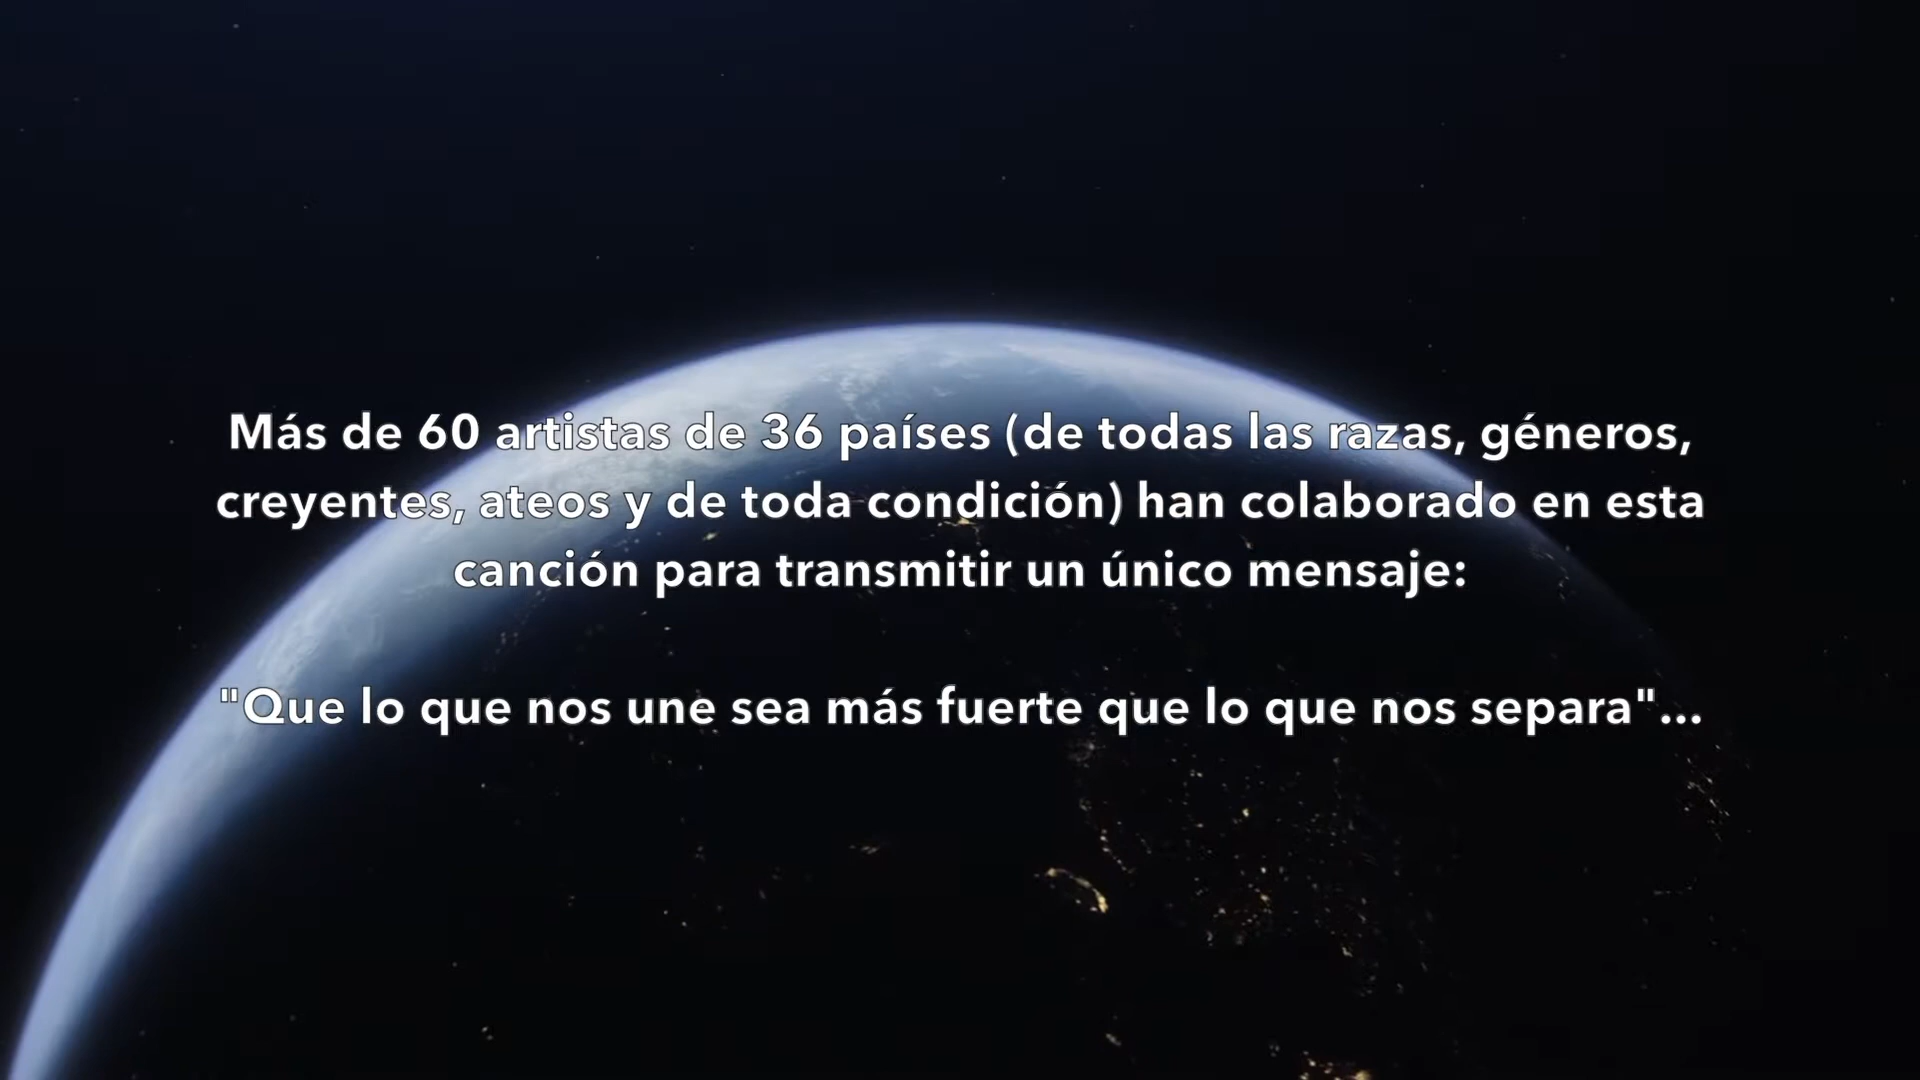 Más de 60 artistas de 36 países (de todas las razas, géneros,
creyentes, ateos y de toda condición) han colaborado en esta
canción para transmitir un único mensaje:
"Que lo que nos une sea más fuerte que lo que nos separa"...